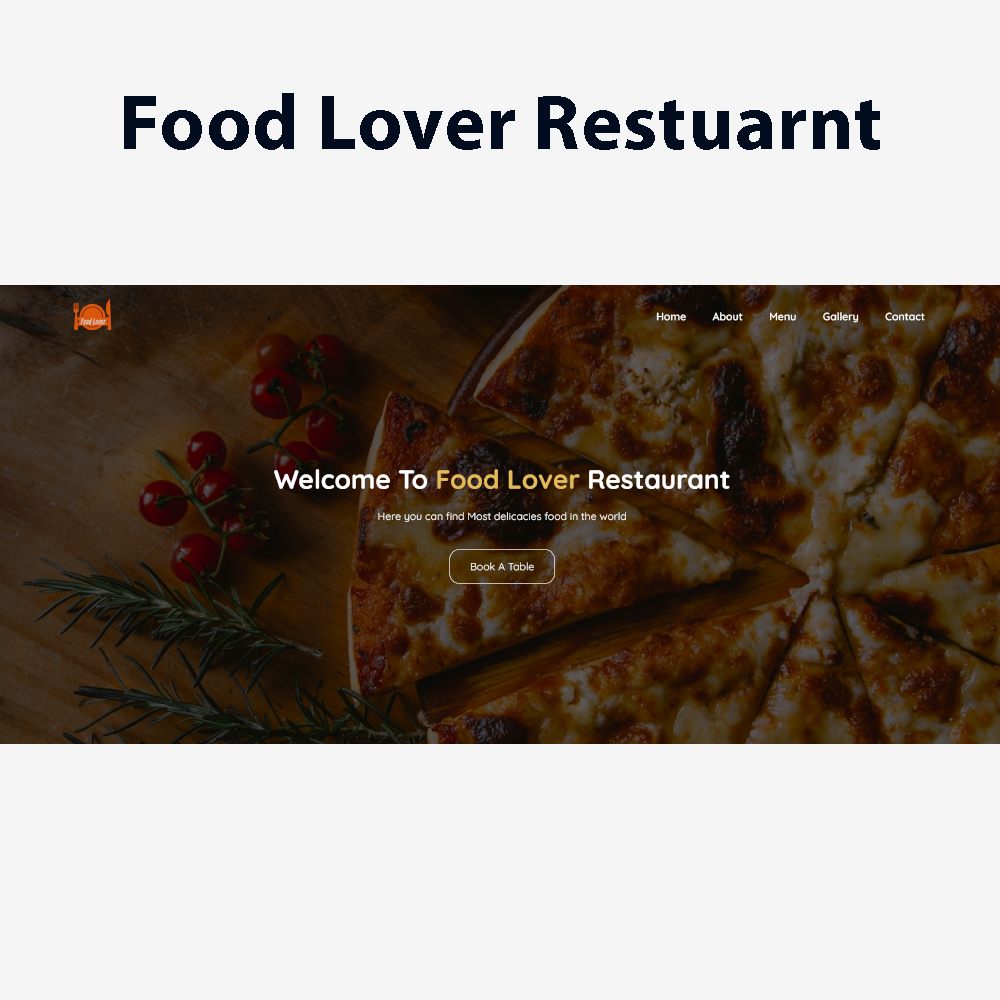 Food Lover Restuarnt
Food Lover
Home About Menu Gallery Contact
Welcome To Food Lover Restaurant
Here you can find Most delicacies food in the world
Book A Table